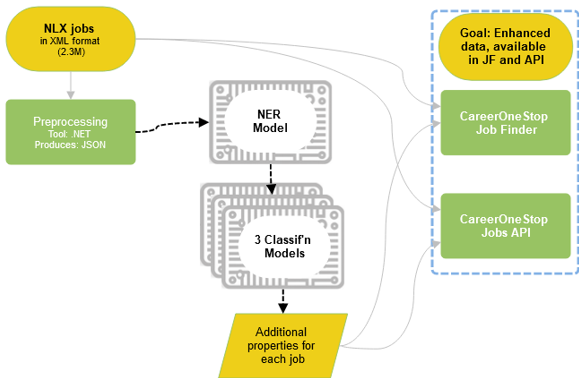 NLX jobs
in XML format
(2.3M)
Goal: Enhanced
data, available
in JF and API
Preprocessing
Tool: .NET
Produces: JSON
NER
Model
CareerOneStop
Job Finder
3 Classif'n
Models
CareerOneStop
Jobs API
Additional
properties for
each job